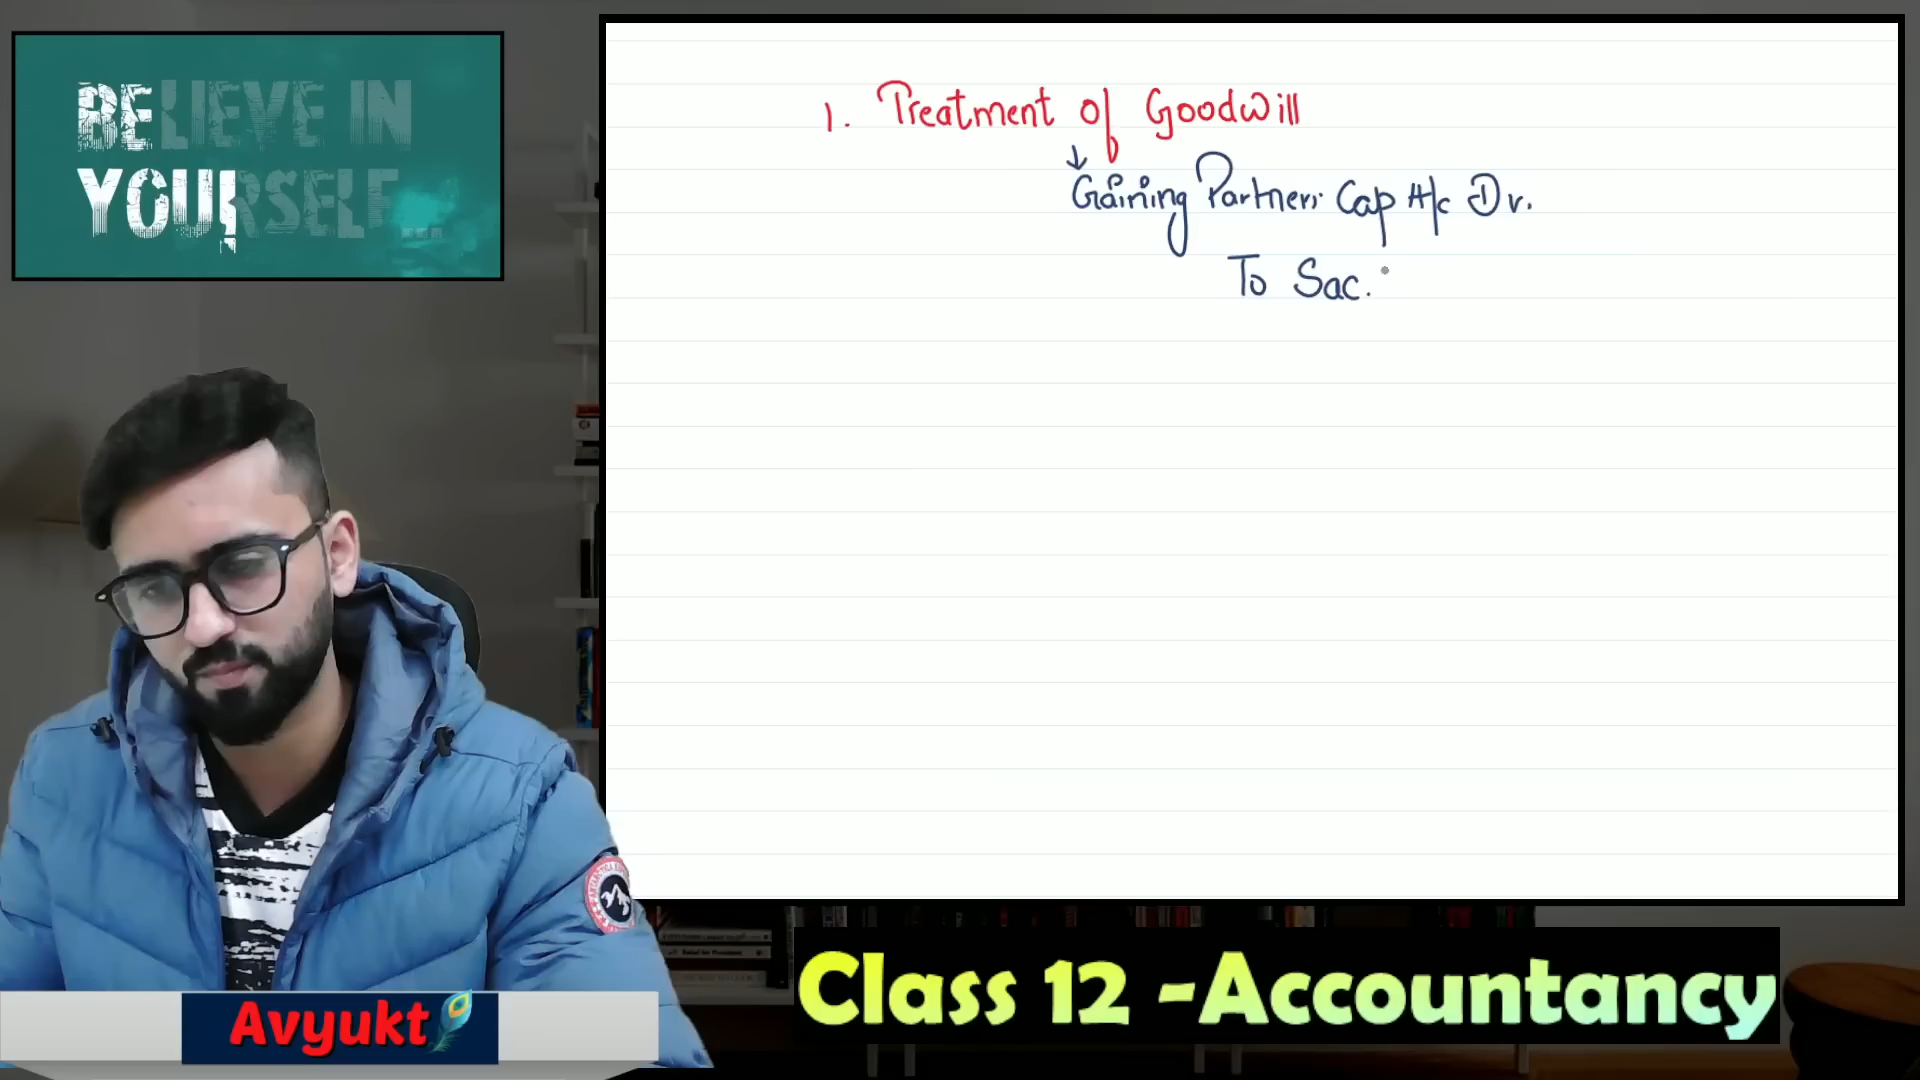 BELIEVE IN
YOURSELF...
1. Treatment of Goodwill
↓
Gaining Partners Cap A/c Dr.
To Sac.
Avyukt
Class 12 -Accountancy